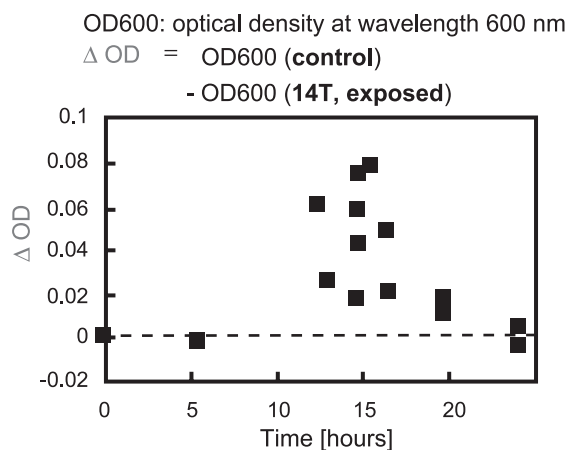 OD600: optical density at wavelength 600 nm
Δ OD = OD600 (control)
- OD600 (14T, exposed)
0.1
0.08
0.06
0.04
0.02
0
-0.02
Δ OD
0 5 10 15 20
Time [hours]